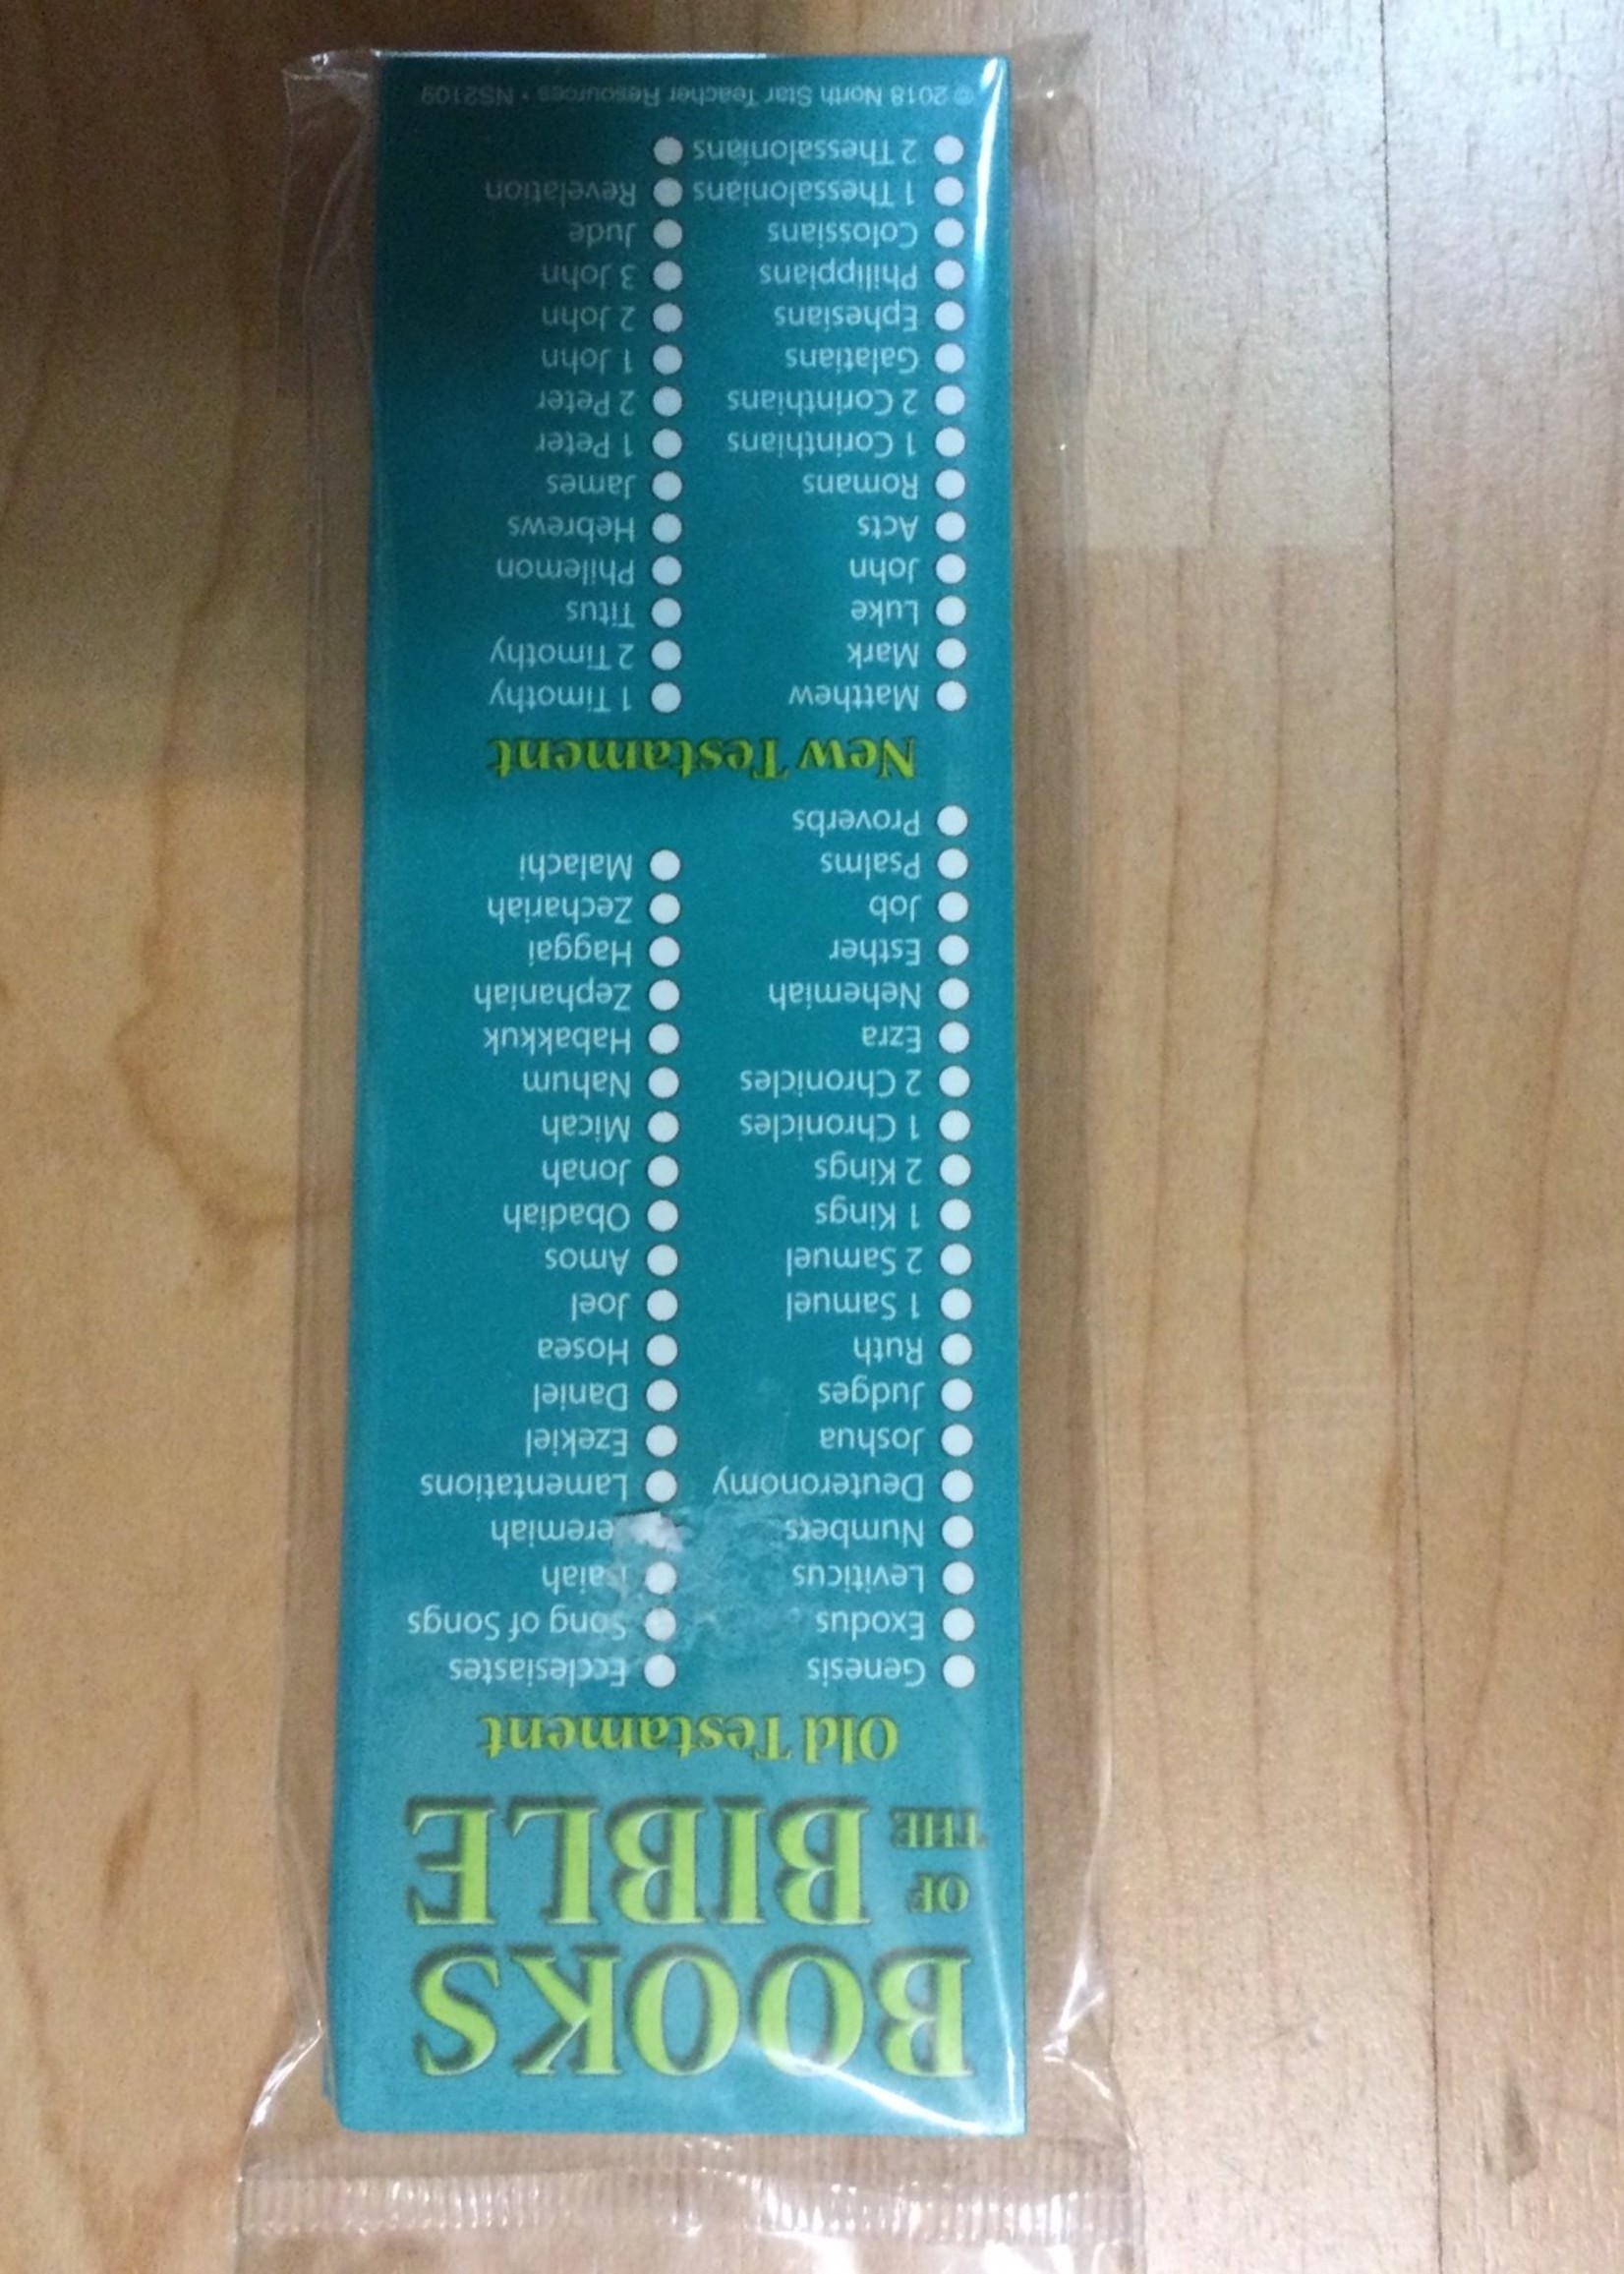 BOOKS
OF THE BIBLE
Old Testament
Genesis
Exodus
Leviticus
Numbers
Deuteronomy
Joshua
Judges
Ruth
1 Samuel
2 Samuel
1 Kings
2 Kings
1 Chronicles
2 Chronicles
Ezra
Nehemiah
Esther
Job
Psalms
Proverbs
Ecclesiastes
Song of Songs
Isaiah
Jeremiah
Lamentations
Ezekiel
Daniel
Hosea
Joel
Amos
Obadiah
Jonah
Micah
Nahum
Habakkuk
Zephaniah
Haggai
Zechariah
Malachi
New Testament
Matthew
Mark
Luke
John
Acts
Romans
1 Corinthians
2 Corinthians
Galatians
Ephesians
Philippians
Colossians
1 Thessalonians
2 Thessalonians
1 Timothy
2 Timothy
Titus
Philemon
Hebrews
James
1 Peter
2 Peter
1 John
2 John
3 John
Jude
Revelation
© 2018 North Star Teacher Resources • NS2109